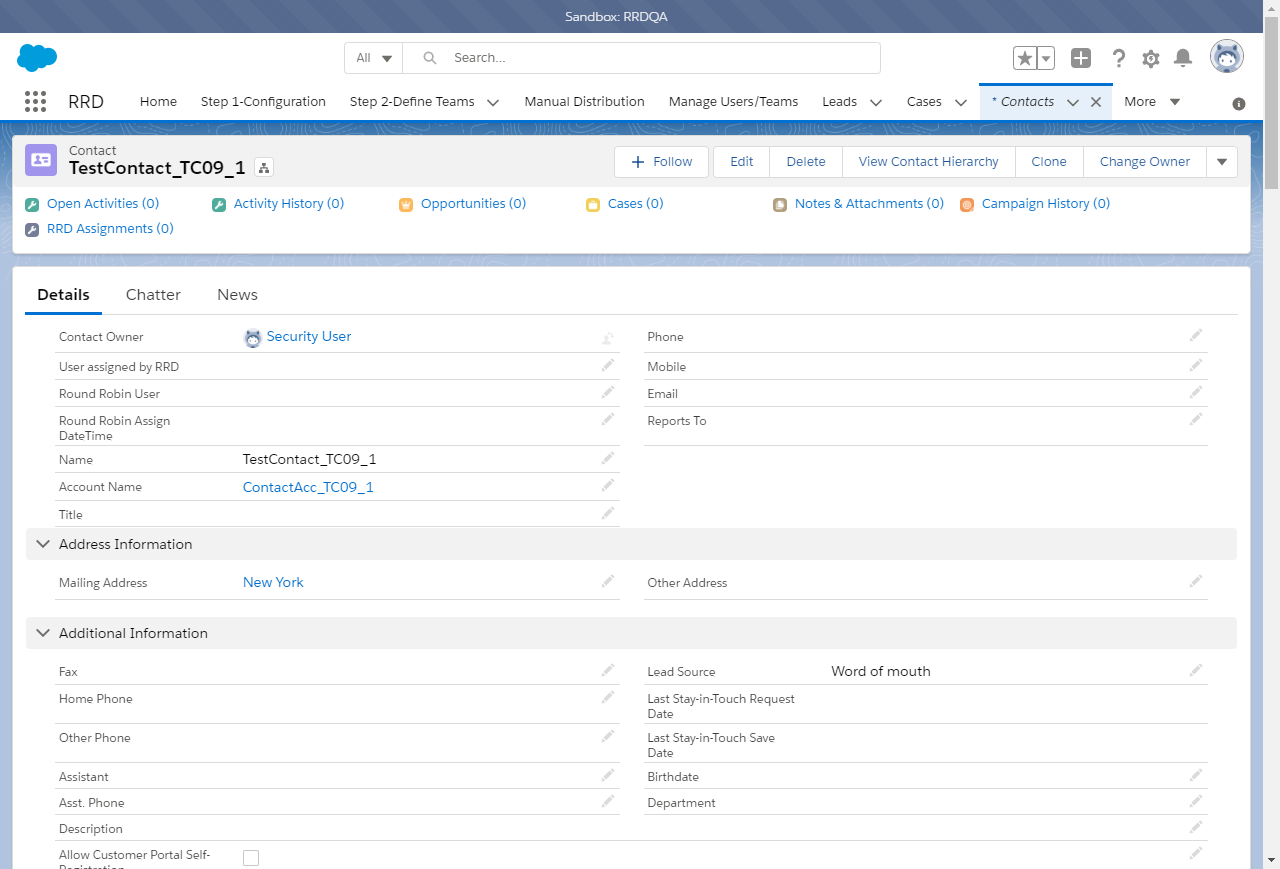 Sandbox: RRDQA
All
Search...
RRD
Home
Step 1-Configuration
Step 2-Define Teams
Manual Distribution
Manage Users/Teams
Leads
Cases
* Contacts
More
Contact
TestContact_TC09_1
Follow
Edit
Delete
View Contact Hierarchy
Clone
Change Owner
Open Activities (0)
Activity History (0)
Opportunities (0)
Cases (0)
Notes & Attachments (0)
Campaign History (0)
RRD Assignments (0)
Details
Chatter
News
Contact Owner
Security User
Phone
User assigned by RRD
Mobile
Round Robin User
Email
Round Robin Assign
DateTime
Reports To
Name
TestContact_TC09_1
Account Name
ContactAcc_TC09_1
Title
Address Information
Mailing Address
New York
Other Address
Additional Information
Fax
Lead Source
Word of mouth
Home Phone
Last Stay-in-Touch Request
Date
Other Phone
Last Stay-in-Touch Save
Date
Assistant
Birthdate
Asst. Phone
Department
Description
Allow Customer Portal Self-
Registration